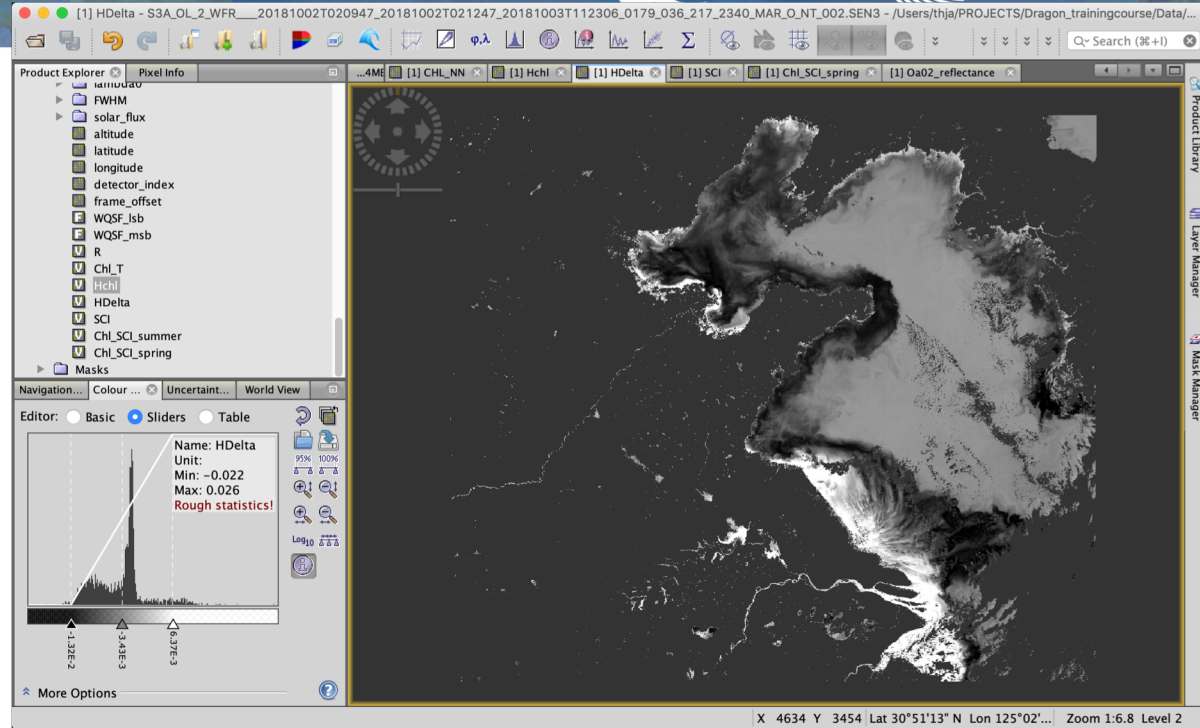 [1] HDelta - S3A_OL_2_WFR____20181002T020947_20181002T021247_20181003T112306_0179_036_217_2340_MAR_O_NT_002.SEN3 - /Users/thja/PROJECTS/Dragon_trainingcourse/Data/...
φ,λ
Σ
Search (⌘+I)
Product Explorer
Pixel Info
[1] CHL_NN
[1] Hchl
[1] HDelta
[1] SCI
[1] Chl_SCI_spring
[1] Oa02_reflectance
lambda0
FWHM
solar_flux
altitude
latitude
longitude
detector_index
frame_offset
F WQSF_lsb
F WQSF_msb
V R
V Chl_T
V Hchl
V HDelta
V SCI
V Chl_SCI_summer
V Chl_SCI_spring
Masks
Navigation...
Colour ...
Uncertaint...
World View
Editor: Basic Sliders Table
Name: HDelta
Unit:
Min: -0.022
Max: 0.026
Rough statistics!
95% 100%
Log10
-1.32E-2
-3.43E-3
6.37E-3
More Options
?
Product Library
Layer Manager
Mask Manager
X 4634 Y 3454 Lat 30°51'13" N Lon 125°02'... Zoom 1:6.8 Level 2